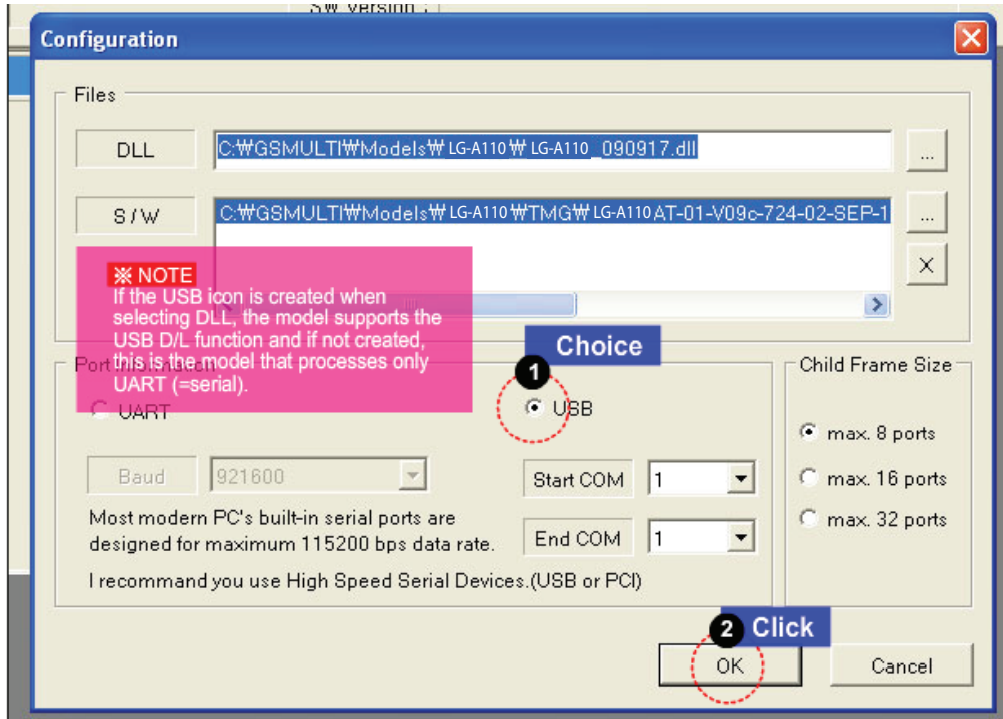 SW Version :
Configuration
Files
DLL
C:₩GSMULTI₩Models₩ LG-A110 ₩ LG-A110 _090917.dll
...
S / W
C:₩GSMULTI₩Models₩ LG-A110 ₩TMG₩ LG-A110 AT-01-V09c-724-02-SEP-1
...
X
※ NOTE
If the USB icon is created when
selecting DLL, the model supports the
USB D/L function and if not created,
this is the model that processes only
UART (=serial).
Choice
1
Port Information
UART
USB
Child Frame Size
max. 8 ports
max. 16 ports
max. 32 ports
Baud
921600
Start COM
1
End COM
1
Most modern PC's built-in serial ports are
designed for maximum 115200 bps data rate.
I recommand you use High Speed Serial Devices.(USB or PCI)
2 Click
OK
Cancel